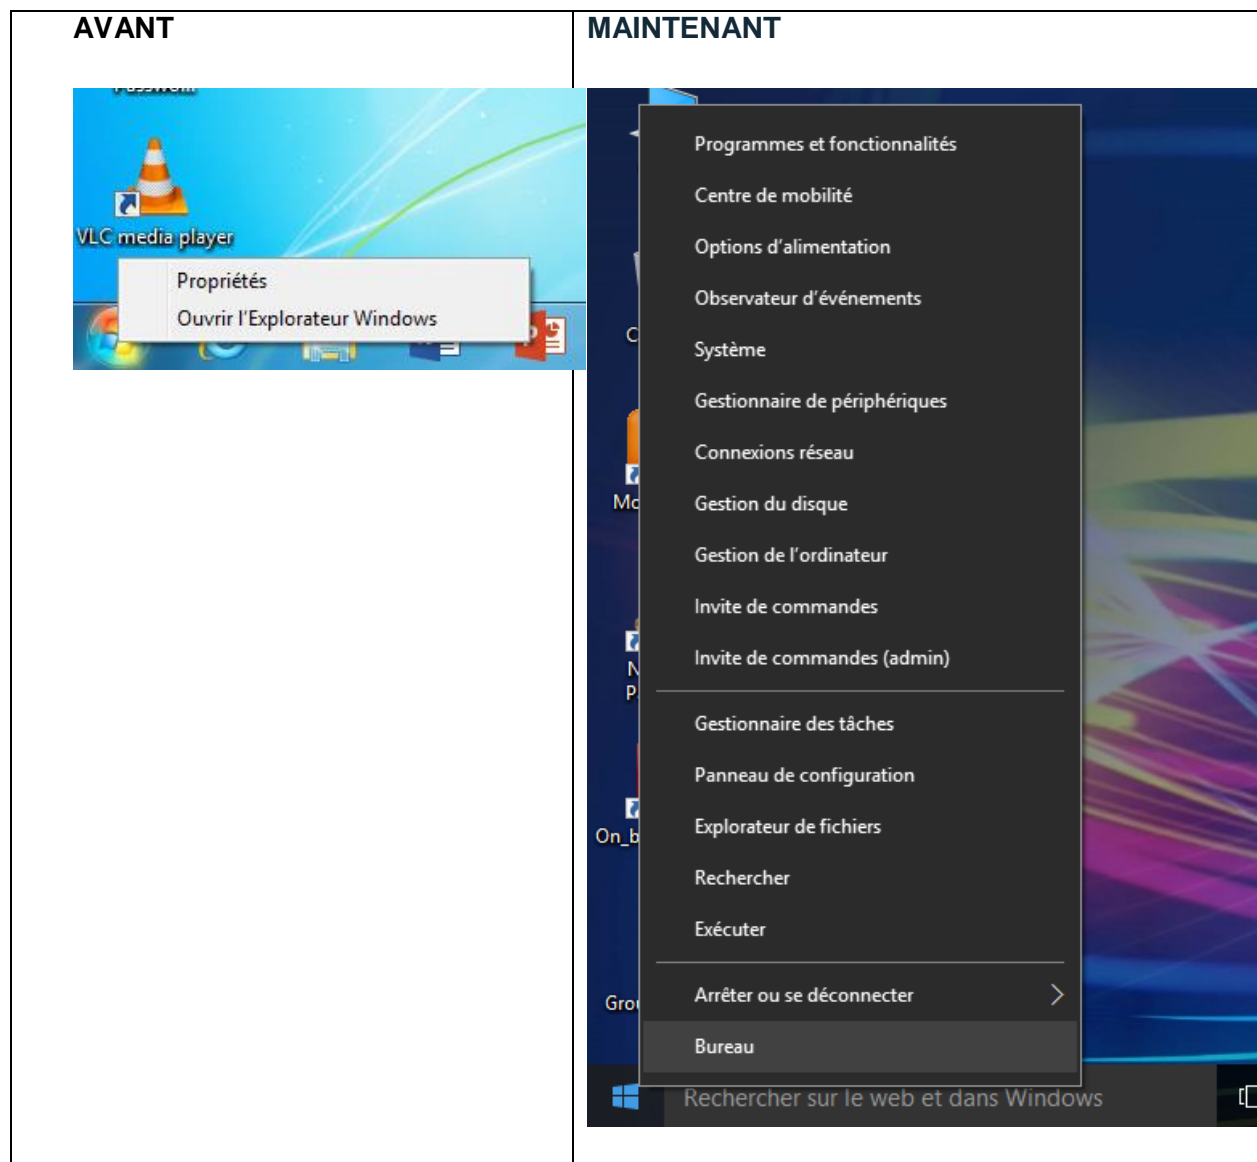 AVANT
MAINTENANT
VLC media player
Propriétés
Ouvrir l'Explorateur Windows
Programmes et fonctionnalités
Centre de mobilité
Options d'alimentation
Observateur d'événements
Système
Gestionnaire de périphériques
Connexions réseau
Gestion du disque
Gestion de l'ordinateur
Invite de commandes
Invite de commandes (admin)
Gestionnaire des tâches
Panneau de configuration
Explorateur de fichiers
Rechercher
Exécuter
Arrêter ou se déconnecter
Bureau
Rechercher sur le web et dans Windows